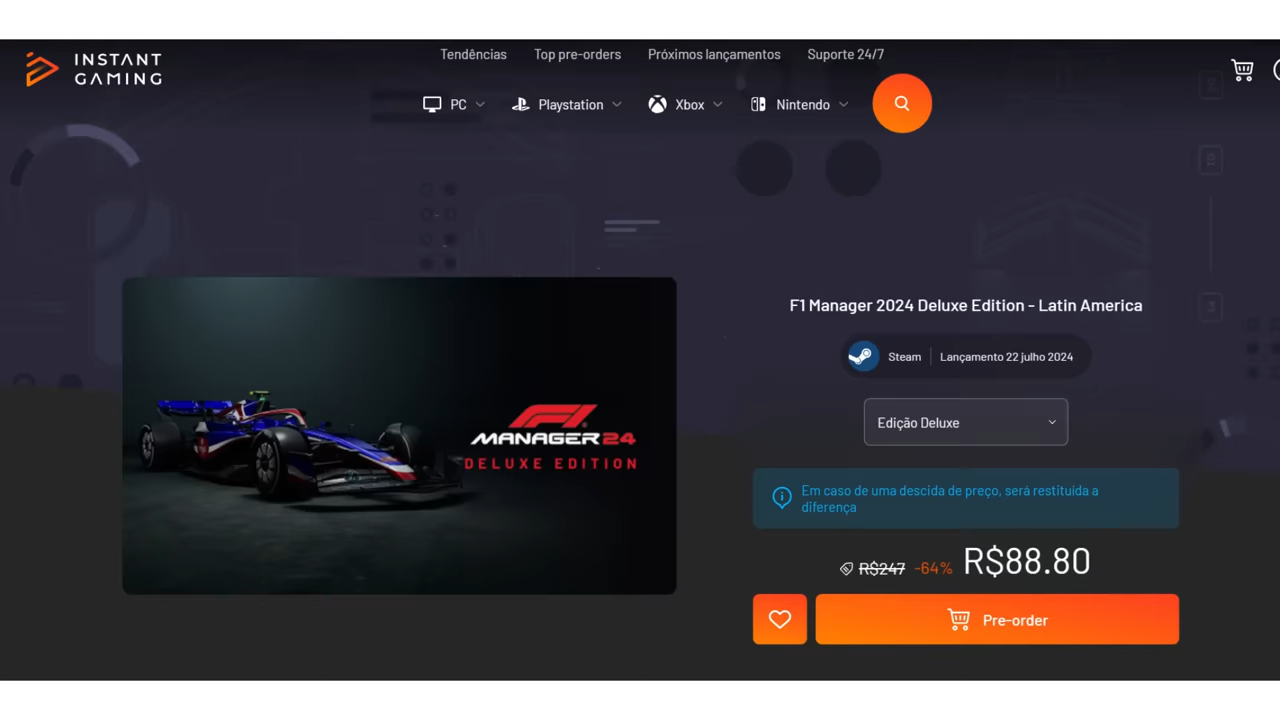 INSTANT
GAMING
Tendências Top pre-orders Próximos lançamentos Suporte 24/7
PC Playstation Xbox Nintendo
F1 Manager 2024 Deluxe Edition - Latin America
Steam Lançamento 22 julho 2024
Edição Deluxe
F1
MANAGER 24
DELUXE EDITION
Em caso de uma descida de preço, será restituída a
diferença
R$247 -64% R$88.80
Pre-order